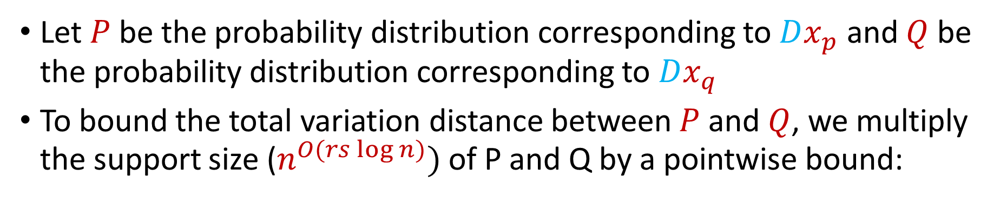 • Let P be the probability distribution corresponding to Dx_p and Q be
the probability distribution corresponding to Dx_q
• To bound the total variation distance between P and Q, we multiply
the support size (n^{O(rs log n)}) of P and Q by a pointwise bound: